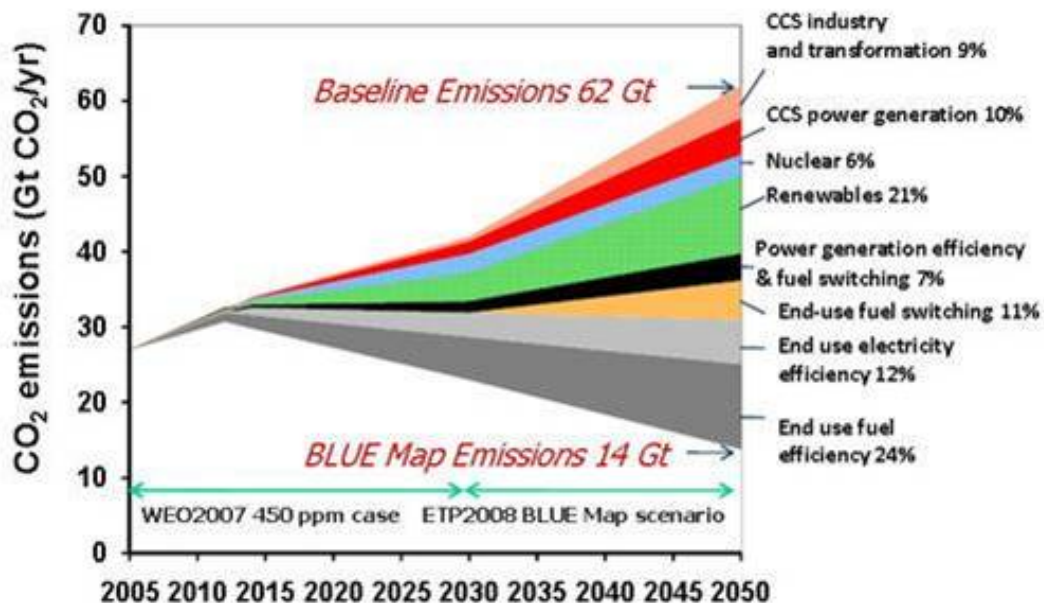 CO₂ emissions (Gt CO₂/yr)
70
60
50
40
30
20
10
0
2005 2010 2015 2020 2025 2030 2035 2040 2045 2050
Baseline Emissions 62 Gt
BLUE Map Emissions 14 Gt
WEO2007 450 ppm case ETP2008 BLUE Map scenario
CCS industry
and transformation 9%
CCS power generation 10%
Nuclear 6%
Renewables 21%
Power generation efficiency
& fuel switching 7%
End-use fuel switching 11%
End use electricity
efficiency 12%
End use fuel
efficiency 24%